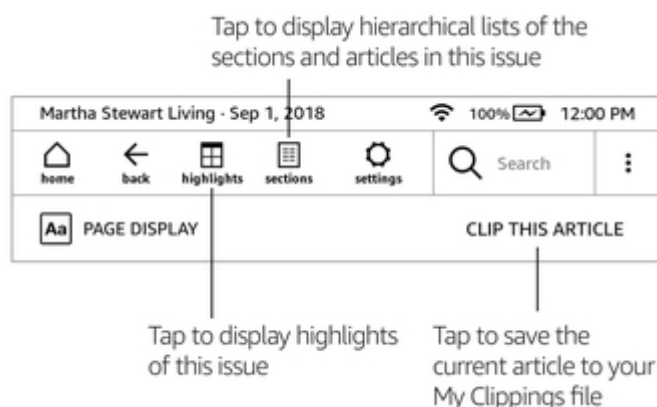 Tap to display hierarchical lists of the
sections and articles in this issue
Martha Stewart Living - Sep 1, 2018 100% 12:00 PM
home back highlights sections settings Search
Aa PAGE DISPLAY CLIP THIS ARTICLE
Tap to display highlights
of this issue
Tap to save the
current article to your
My Clippings file